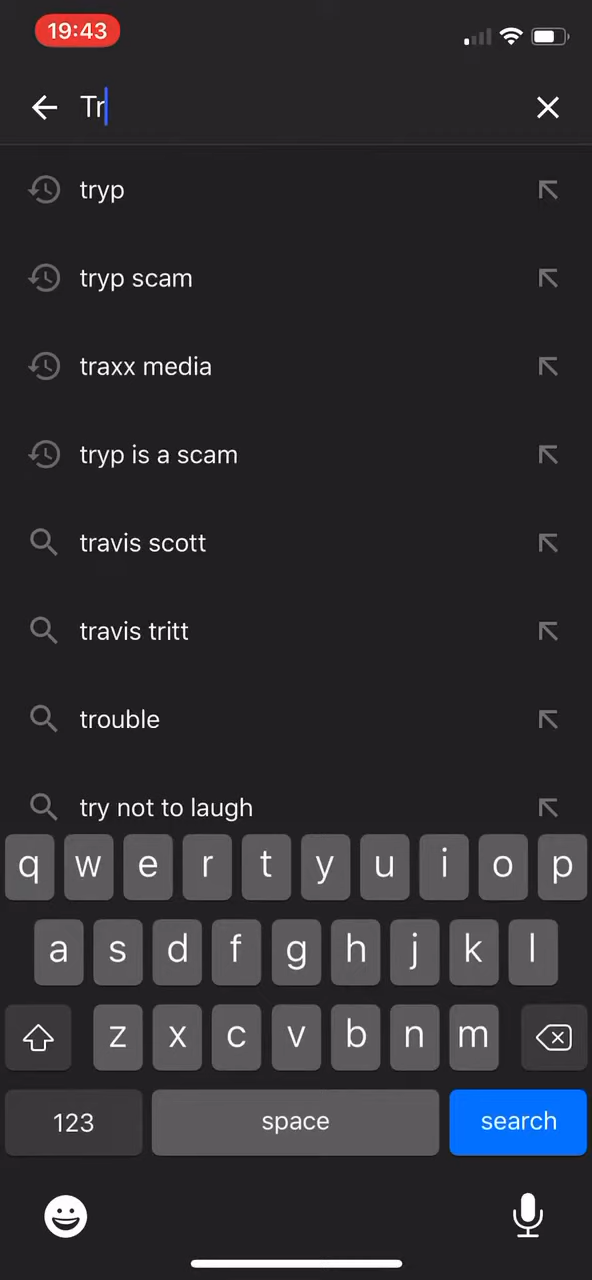 19:43
Tr
tryp
tryp scam
traxx media
tryp is a scam
travis scott
travis tritt
trouble
try not to laugh
q w e r t y u i o p
a s d f g h j k l
z x c v b n m
123 space search